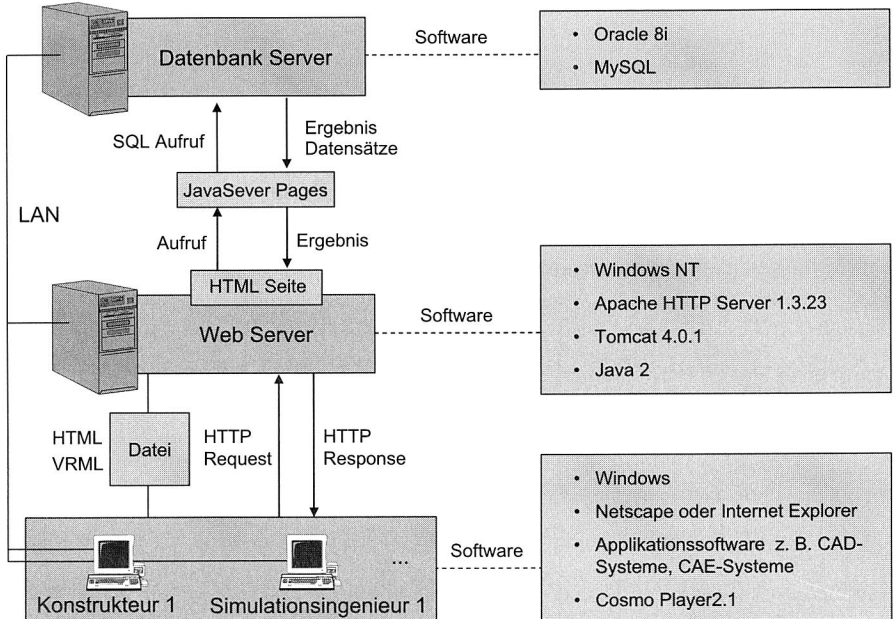 Datenbank Server
Software
• Oracle 8i
• MySQL
SQL Aufruf
Ergebnis
Datensätze
JavaSever Pages
LAN
Aufruf
Ergebnis
HTML Seite
Web Server
Software
• Windows NT
• Apache HTTP Server 1.3.23
• Tomcat 4.0.1
• Java 2
HTML
VRML
Datei
HTTP
Request
HTTP
Response
Konstrukteur 1
Simulationsingenieur 1
...
Software
• Windows
• Netscape oder Internet Explorer
• Applikationssoftware z. B. CAD-
Systeme, CAE-Systeme
• Cosmo Player2.1